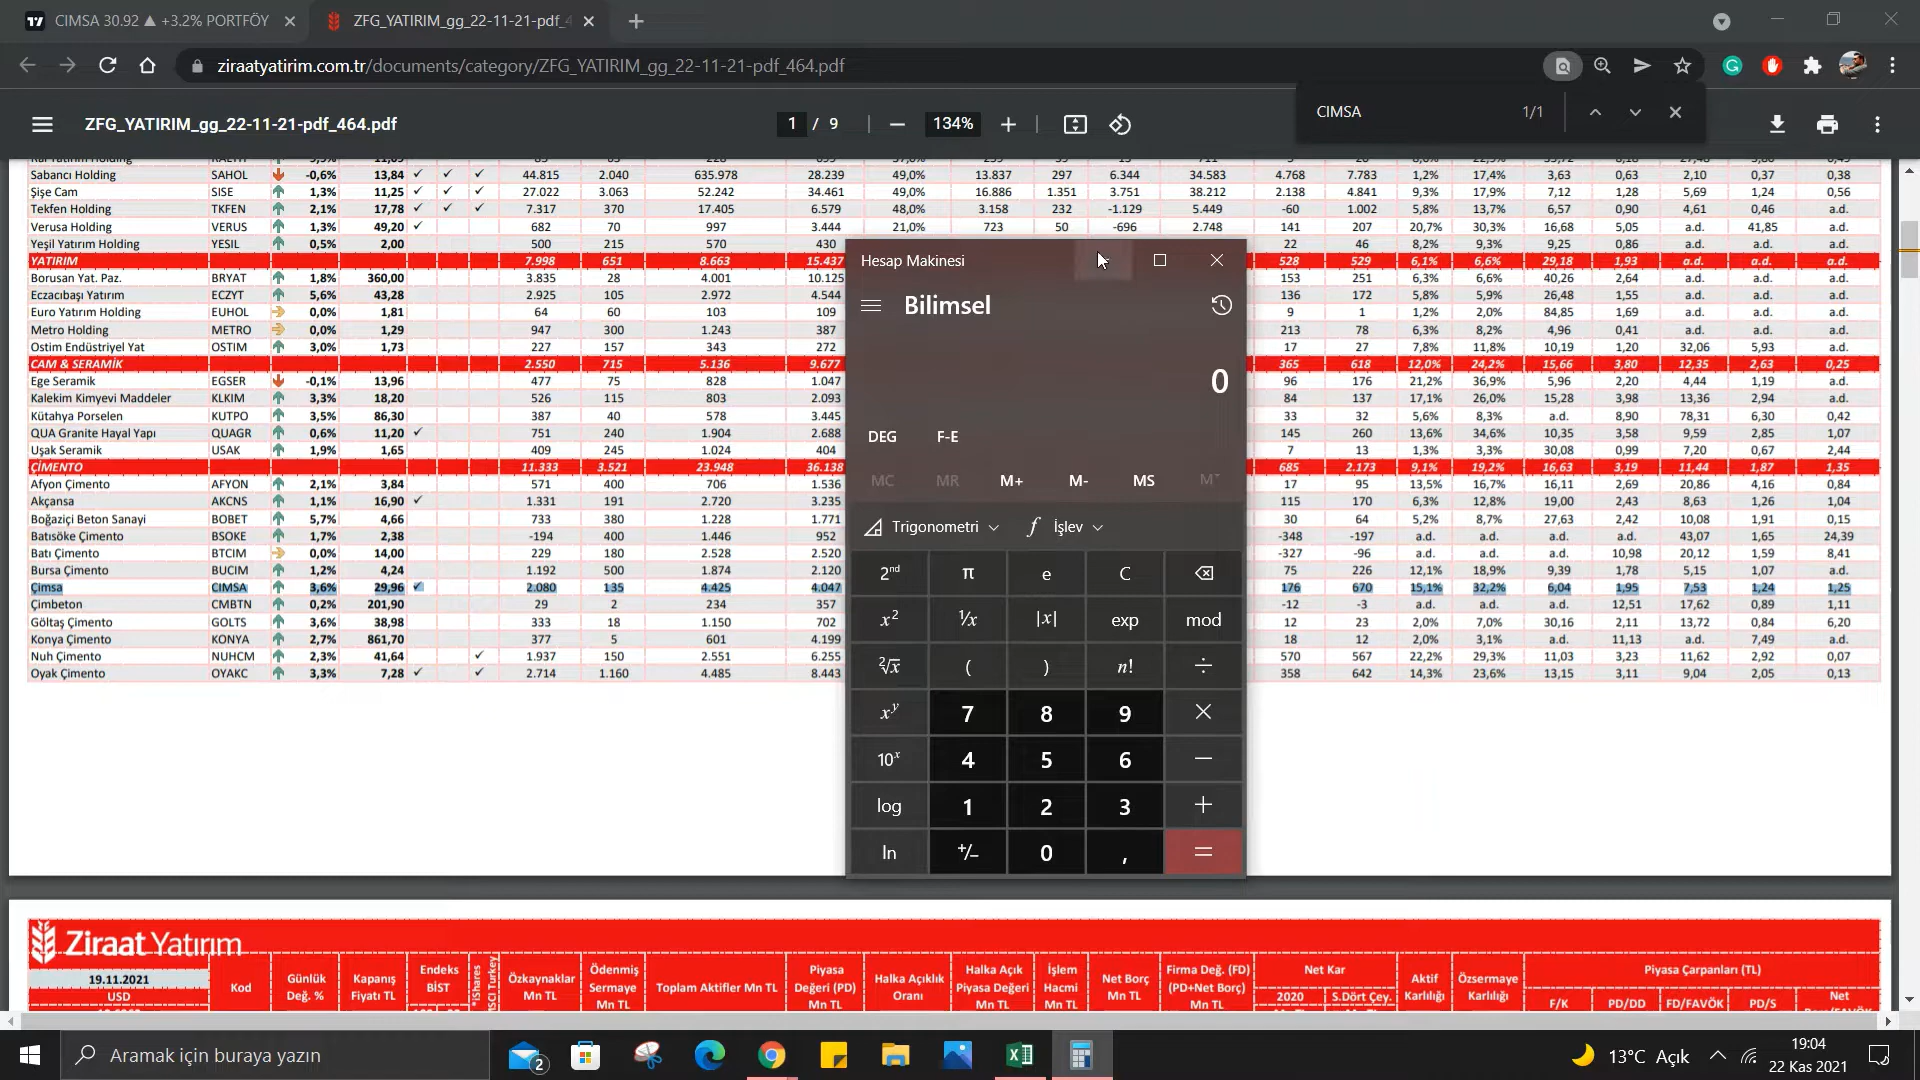 CIMSA 30.92 ▲ +3.2% PORTFÖY
ZFG_YATIRIM_gg_22-11-21-pdf_4
ziraatyatirim.com.tr/documents/category/ZFG_YATIRIM_gg_22-11-21-pdf_464.pdf
CIMSA 1/1
ZFG_YATIRIM_gg_22-11-21-pdf_464.pdf 1 / 9 134%
Sabancı Holding SAHOL -0,6% 13,84 ✓ ✓ ✓ 44.815 2.040 635.978 28.239 49,0% 13.837 297 6.344 34.583 4.768 7.783 1,2% 17,4% 3,63 0,63 2,10 0,37 0,38
Şişe Cam SISE 1,3% 11,25 ✓ ✓ ✓ 27.022 3.063 52.242 34.461 49,0% 16.886 1.351 3.751 38.212 2.138 4.841 9,3% 17,9% 7,12 1,28 5,69 1,24 0,56
Tekfen Holding TKFEN 2,1% 17,78 ✓ ✓ ✓ 7.317 370 17.405 6.579 48,0% 3.158 232 -1.129 5.449 -60 1.002 5,8% 13,7% 6,57 0,90 4,61 0,46 a.d.
Verusa Holding VERUS 1,3% 49,20 ✓ 682 70 997 3.444 21,0% 723 50 -696 2.748 141 207 20,7% 30,3% 16,68 5,05 a.d. 41,85 a.d.
Yeşil Yatırım Holding YESIL 0,5% 2,00 500 215 570 430 22 46 8,2% 9,3% 9,25 0,86 a.d. a.d. a.d.
YATIRIM 7.998 651 8.663 15.437 528 529 6,1% 6,6% 29,18 1,93 a.d. a.d. a.d.
Borusan Yat. Paz. BRYAT 1,8% 360,00 3.835 28 4.001 10.125 153 251 6,3% 6,6% 40,26 2,64 a.d. a.d. a.d.
Eczacıbaşı Yatırım ECZYT 5,6% 43,28 2.925 105 2.972 4.544 136 172 5,8% 5,9% 26,48 1,55 a.d. a.d. a.d.
Euro Yatırım Holding EUHOL 0,0% 1,81 64 60 103 109 9 1 1,2% 2,0% 84,85 1,69 a.d. a.d. a.d.
Metro Holding METRO 0,0% 1,29 947 300 1.243 387 213 78 6,3% 8,2% 4,96 0,41 a.d. a.d. a.d.
Ostim Endüstriyel Yat OSTIM 3,0% 1,73 227 157 343 272 17 27 7,8% 11,8% 10,19 1,20 32,06 5,93 a.d.
CAM & SERAMİK 2.550 715 5.136 9.677 365 618 12,0% 24,2% 15,66 3,80 12,35 2,63 0,25
Ege Seramik EGSER -0,1% 13,96 477 75 828 1.047 96 176 21,2% 36,9% 5,96 2,20 4,44 1,19 a.d.
Kalekim Kimyevi Maddeler KLKIM 3,3% 18,20 526 115 803 2.093 84 137 17,1% 26,0% 15,28 3,98 13,36 2,94 a.d.
Kütahya Porselen KUTPO 3,5% 86,30 387 40 578 3.445 33 32 5,6% 8,3% a.d. 8,90 78,31 6,30 0,42
QUA Granite Hayal Yapı QUAGR 0,6% 11,20 ✓ 751 240 1.904 2.688 145 260 13,6% 34,6% 10,35 3,58 9,59 2,85 1,07
Uşak Seramik USAK 1,9% 1,65 409 245 1.024 404 7 13 1,3% 3,3% 30,08 0,99 7,20 0,67 2,44
ÇİMENTO 11.333 3.521 23.948 36.138 685 2.173 9,1% 19,2% 16,63 3,19 11,44 1,87 1,35
Afyon Çimento AFYON 2,1% 3,84 571 400 706 1.536 17 95 13,5% 16,7% 16,11 2,69 20,86 4,16 0,84
Akçansa AKCNS 1,1% 16,90 ✓ 1.331 191 2.720 3.235 115 170 6,3% 12,8% 19,00 2,43 8,63 1,26 1,04
Boğaziçi Beton Sanayi BOBET 5,7% 4,66 733 380 1.228 1.771 30 64 5,2% 8,7% 27,63 2,42 10,08 1,91 0,15
Batısöke Çimento BSOKE 1,7% 2,38 -194 400 1.446 952 -348 -197 a.d. a.d. a.d. a.d. 43,07 1,65 24,39
Batı Çimento BTCIM 0,0% 14,00 229 180 2.528 2.520 -327 -96 a.d. a.d. a.d. 10,98 20,12 1,59 8,41
Bursa Çimento BUCIM 1,2% 4,24 1.192 500 1.874 2.120 75 226 12,1% 18,9% 9,39 1,78 5,15 1,07 a.d.
Çimsa CIMSA 3,6% 29,96 ✓ 2.080 135 4.425 4.047 176 670 15,1% 32,2% 6,04 1,95 7,53 1,24 1,25
Çimbeton CMBTN 0,2% 201,90 29 2 234 357 -12 -3 a.d. a.d. a.d. 12,51 17,62 0,89 1,11
Göltaş Çimento GOLTS 3,6% 38,98 333 18 1.150 702 12 23 2,0% 7,0% 30,16 2,11 13,72 0,84 6,20
Konya Çimento KONYA 2,7% 861,70 377 5 601 4.199 18 12 2,0% 3,1% a.d. 11,13 a.d. 7,49 a.d.
Nuh Çimento NUHCM 2,3% 41,64 ✓ 1.937 150 2.551 6.255 570 567 22,2% 29,3% 11,03 3,23 11,62 2,92 0,07
Oyak Çimento OYAKC 3,3% 7,28 ✓ ✓ 2.714 1.160 4.485 8.443 358 642 14,3% 23,6% 13,15 3,11 9,04 2,05 0,13
Hesap Makinesi
Bilimsel
0
DEG F-E
MC MR M+ M- MS M˅
Trigonometri f İşlev
2nd π e C
x² ¹/x |x| exp mod
²√x ( ) n! ÷
xʸ 7 8 9 ×
10ˣ 4 5 6 −
log 1 2 3 +
ln +/− 0 , =
Ziraat Yatırım
19.11.2021
USD
Kod
Günlük Değ. %
Kapanış Fiyatı TL
Endeks BİST
*iShares MSCI Turkey
Özkaynaklar Mn TL
Ödenmiş Sermaye Mn TL
Toplam Aktifler Mn TL
Piyasa Değeri (PD) Mn TL
Halka Açıklık Oranı
Halka Açık Piyasa Değeri Mn TL
İşlem Hacmi Mn TL
Net Borç Mn TL
Firma Değ. (FD) (PD+Net Borç) Mn TL
Net Kar
2020 S.Dört Çey.
Aktif Karlılığı
Özsermaye Karlılığı
Piyasa Çarpanları (TL)
F/K PD/DD FD/FAVÖK PD/S Net
Aramak için buraya yazın
2
13°C Açık
19:04
22 Kas 2021